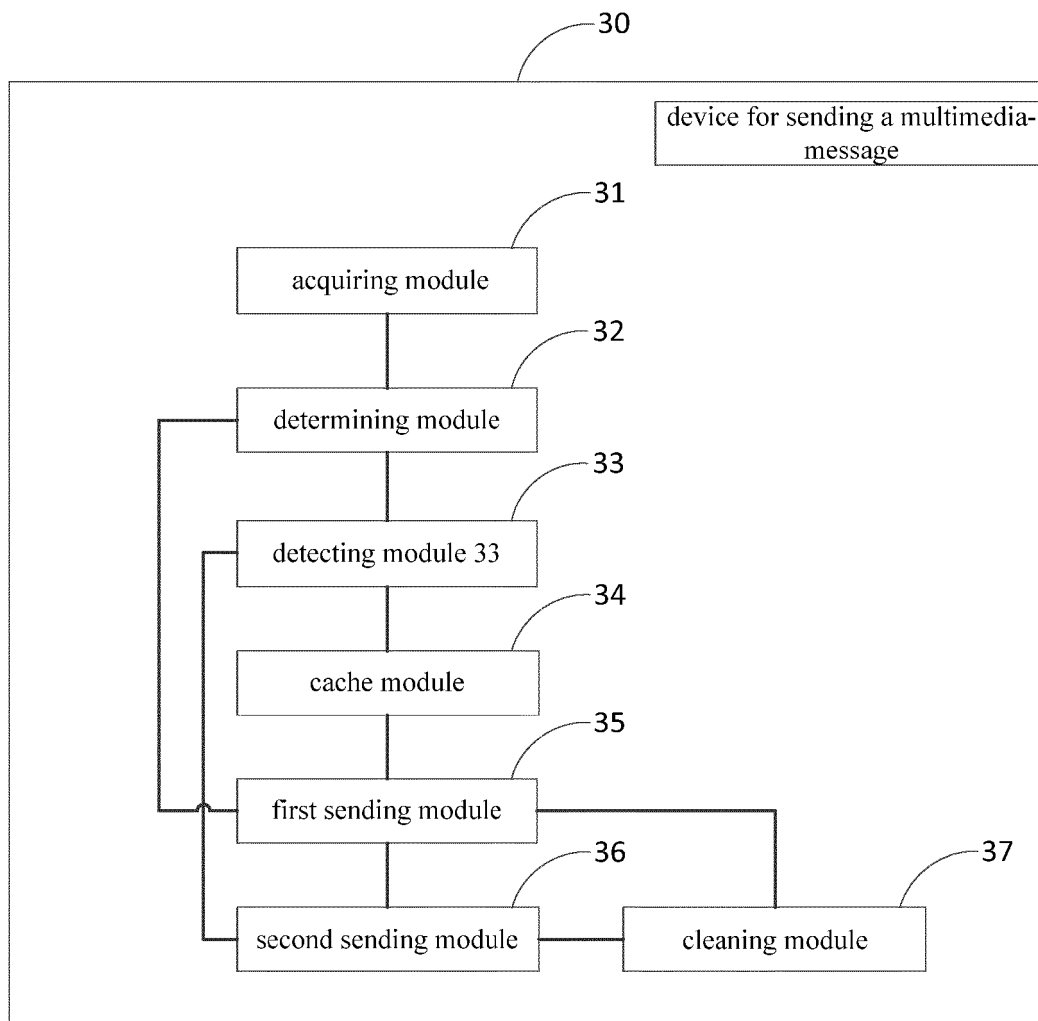 30
device for sending a multimedia-
message
31
acquiring module
32
determining module
33
detecting module 33
34
cache module
35
first sending module
36
second sending module
37
cleaning module